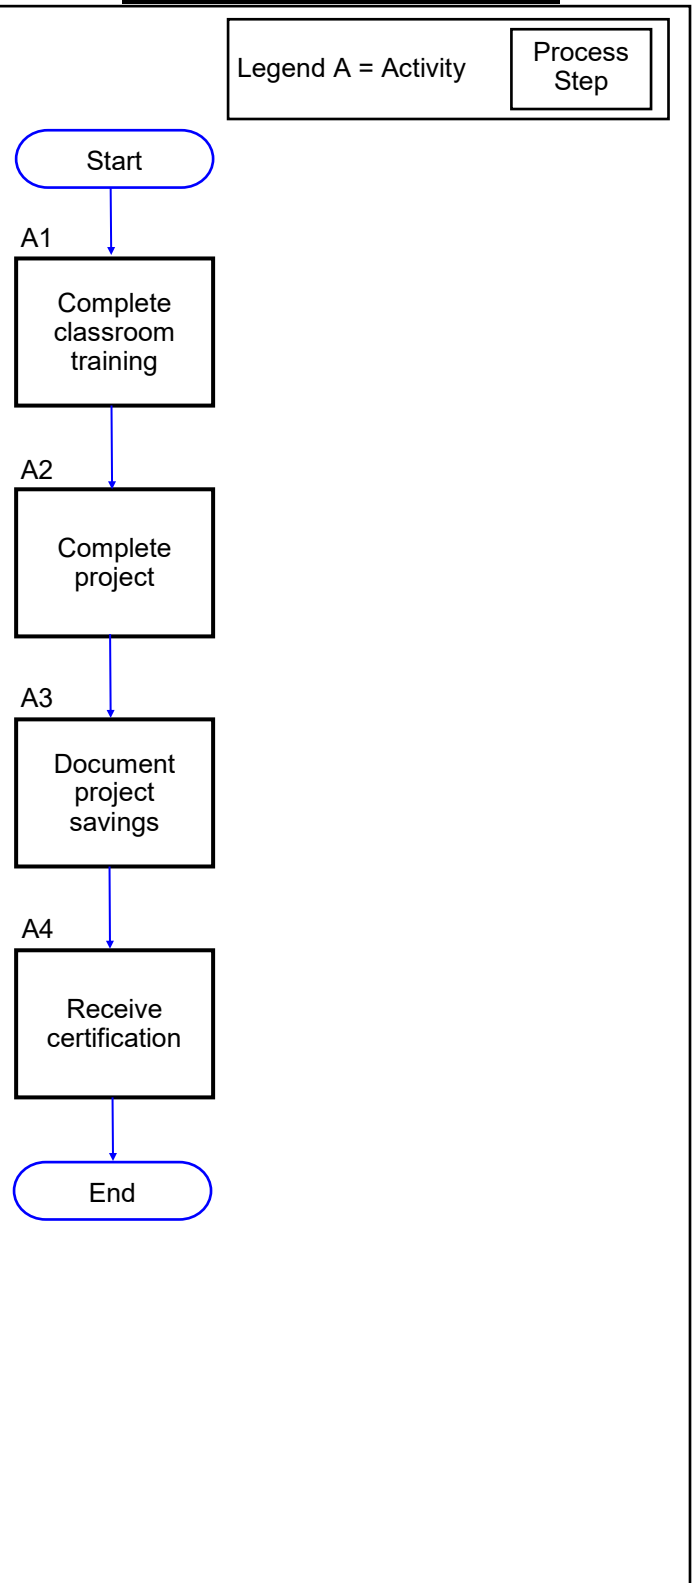 Legend A = Activity
Process
Step
Start
A1
Complete
classroom
training
A2
Complete
project
A3
Document
project
savings
A4
Receive
certification
End